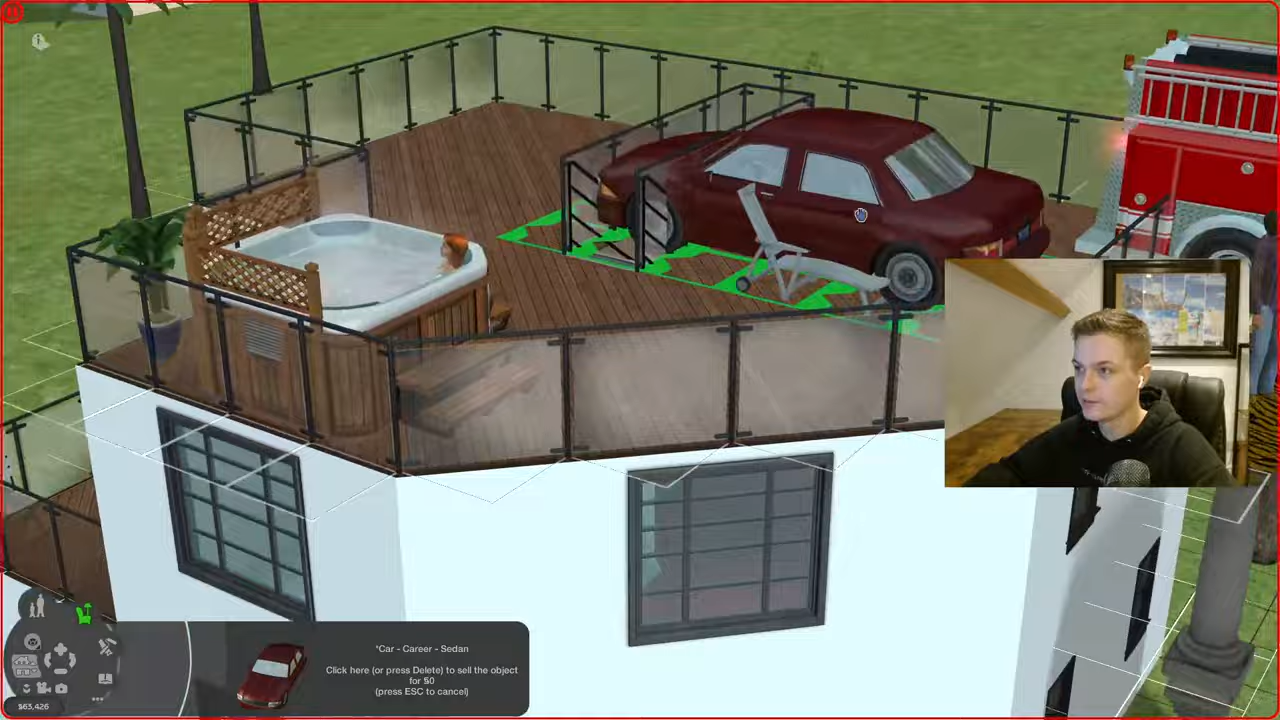 *Car - Career - Sedan
Click here (or press Delete) to sell the object
for §0
(press ESC to cancel)
§63,426